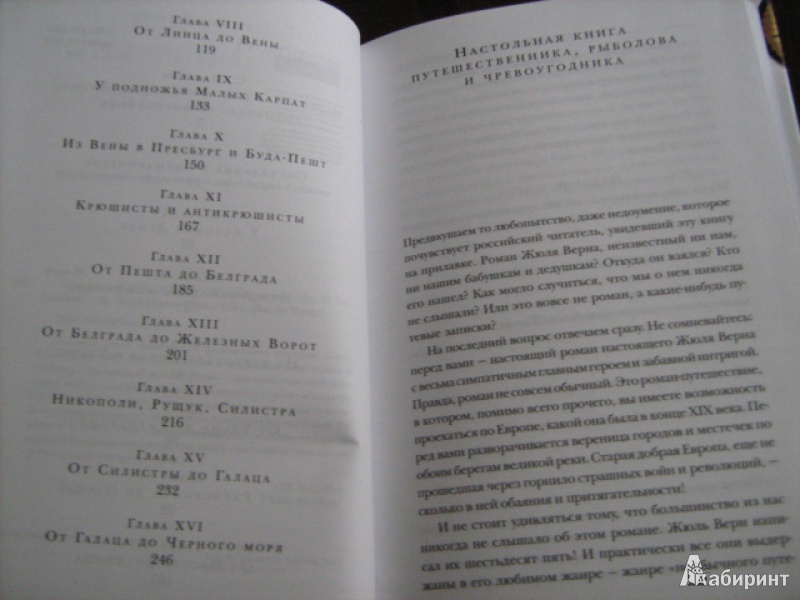 Глава VIII
От Линца до Вены
119
Глава IX
У подножья Малых Карпат
133
Глава X
Из Вены в Пресбург и Буда-Пешт
150
Глава XI
Крюшисты и антикрюшисты
167
Глава XII
От Пешта до Белграда
185
Глава XIII
От Белграда до Железных Ворот
201
Глава XIV
Никополи, Рущук, Силистра
216
Глава XV
От Силистры до Галаца
232
Глава XVI
От Галаца до Черного моря
246
Настольная книга
путешественника, рыболова
и чревоугодника
Предвкушаем то любопытство, даже недоумение, которое
почувствует российский читатель, увидевший эту книгу
на прилавке. Роман Жюля Верна, неизвестный ни нам,
ни нашим бабушкам и дедушкам? Откуда он взялся? Кто
его нашел? Как могло случиться, что мы о нем никогда
не слышали? Или это вовсе не роман, а какие-нибудь пу-
тевые записки?
На последний вопрос отвечаем сразу. Не сомневайтесь:
перед вами — настоящий роман настоящего Жюля Верна
с весьма симпатичным главным героем и забавной интригой.
Правда, роман не совсем обычный. Это роман-путешествие,
в котором, помимо всего прочего, вы имеете возможность
проехаться по Европе, какой она была в конце XIX века. Пе-
ред вами разворачивается вереница городов и местечек по
обоим берегам великой реки. Старая добрая Европа, еще не
прошедшая через горнило страшных войн и революций, —
сколько в ней обаяния и притягательности!
И не стоит удивляться тому, что большинство из нас
никогда не слышало об этом романе. Жюль Верн напи-
сал их шестьдесят пять! И практически все они выдер-
жаны в его любимом жанре — жанре «необычного путе-
Лабиринт